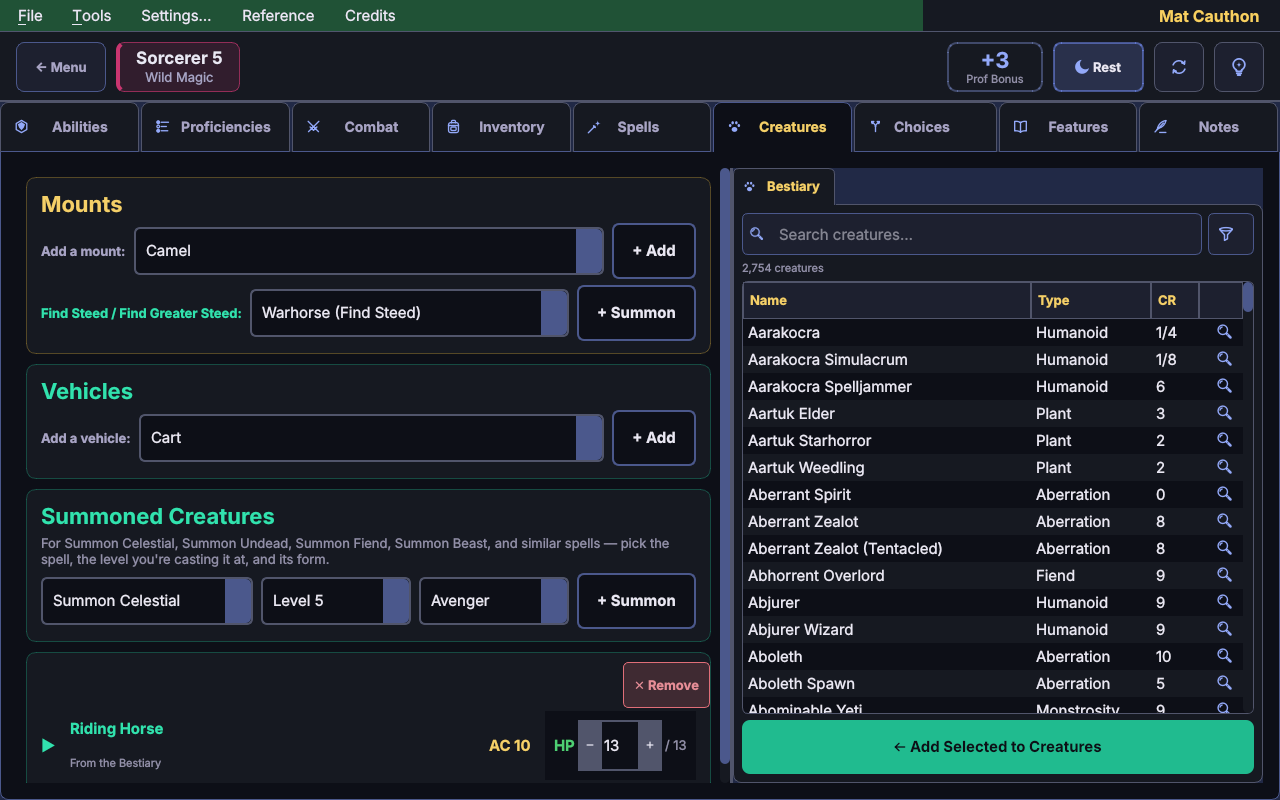 File Tools Settings... Reference Credits
Mat Cauthon
← Menu
Sorcerer 5
Wild Magic
+3
Prof Bonus
Rest
Abilities
Proficiencies
Combat
Inventory
Spells
Creatures
Choices
Features
Notes
Mounts
Add a mount: Camel + Add
Find Steed / Find Greater Steed: Warhorse (Find Steed) + Summon
Vehicles
Add a vehicle: Cart + Add
Summoned Creatures
For Summon Celestial, Summon Undead, Summon Fiend, Summon Beast, and similar spells — pick the
spell, the level you're casting it at, and its form.
Summon Celestial Level 5 Avenger + Summon
× Remove
Riding Horse
AC 10 HP − 13 + / 13
From the Bestiary
Bestiary
Search creatures...
2,754 creatures
Name Type CR
Aarakocra Humanoid 1/4
Aarakocra Simulacrum Humanoid 1/8
Aarakocra Spelljammer Humanoid 6
Aartuk Elder Plant 3
Aartuk Starhorror Plant 2
Aartuk Weedling Plant 2
Aberrant Spirit Aberration 0
Aberrant Zealot Aberration 8
Aberrant Zealot (Tentacled) Aberration 8
Abhorrent Overlord Fiend 9
Abjurer Humanoid 9
Abjurer Wizard Humanoid 9
Aboleth Aberration 10
Aboleth Spawn Aberration 5
Abominable Yeti Monstrosity 9
← Add Selected to Creatures